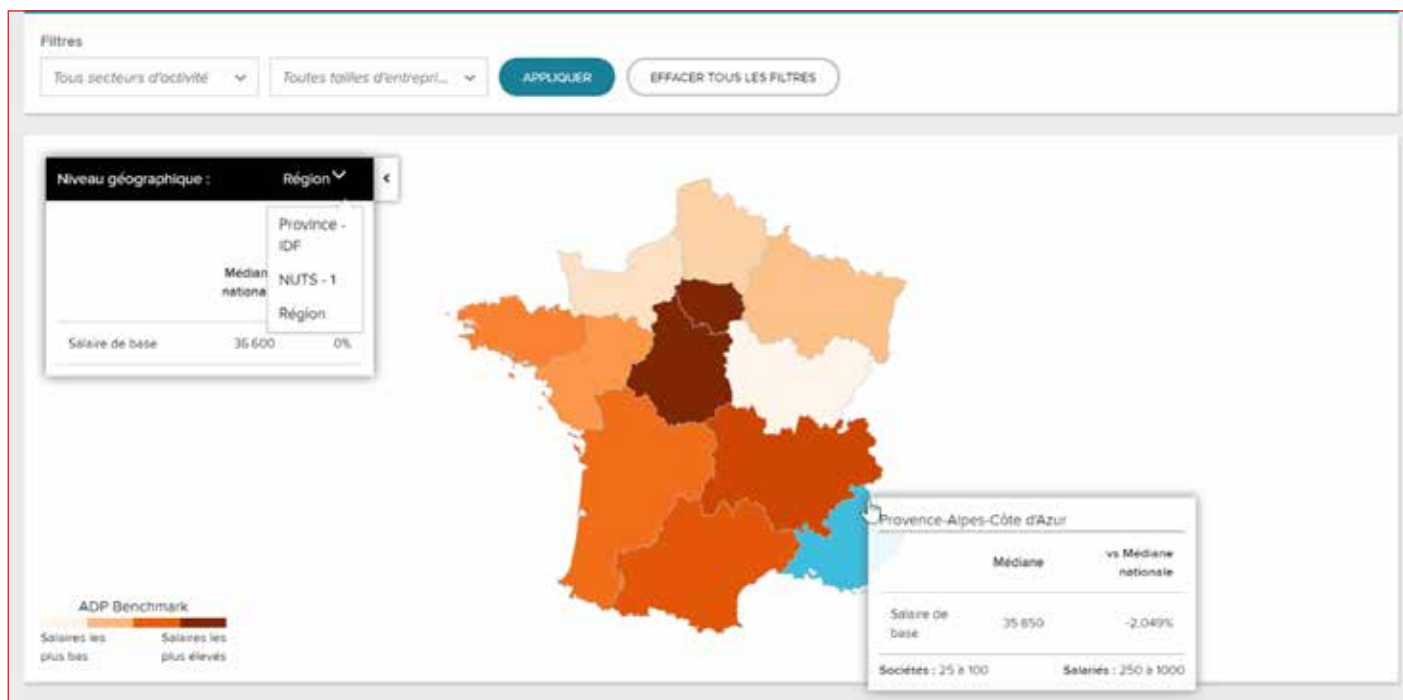 Filtres
Tous secteurs d'activité
Toutes tailles d'entrepri...
APPLIQUER
EFFACER TOUS LES FILTRES
Niveau géographique :
Région
Province -
IDF
NUTS - 1
Région
Médian
nationa
Salaire de base
36 600
0%
Provence-Alpes-Côte d'Azur
Médiane
vs Médiane
nationale
Salaire de
base
35 850
-2,049%
Sociétés : 25 à 100
Salariés : 250 à 1000
ADP Benchmark
Salaires les
plus bas
Salaires les
plus élevés